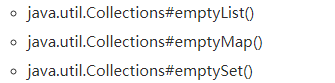 java.util.Collections#emptyList()
java.util.Collections#emptyMap()
java.util.Collections#emptySet()